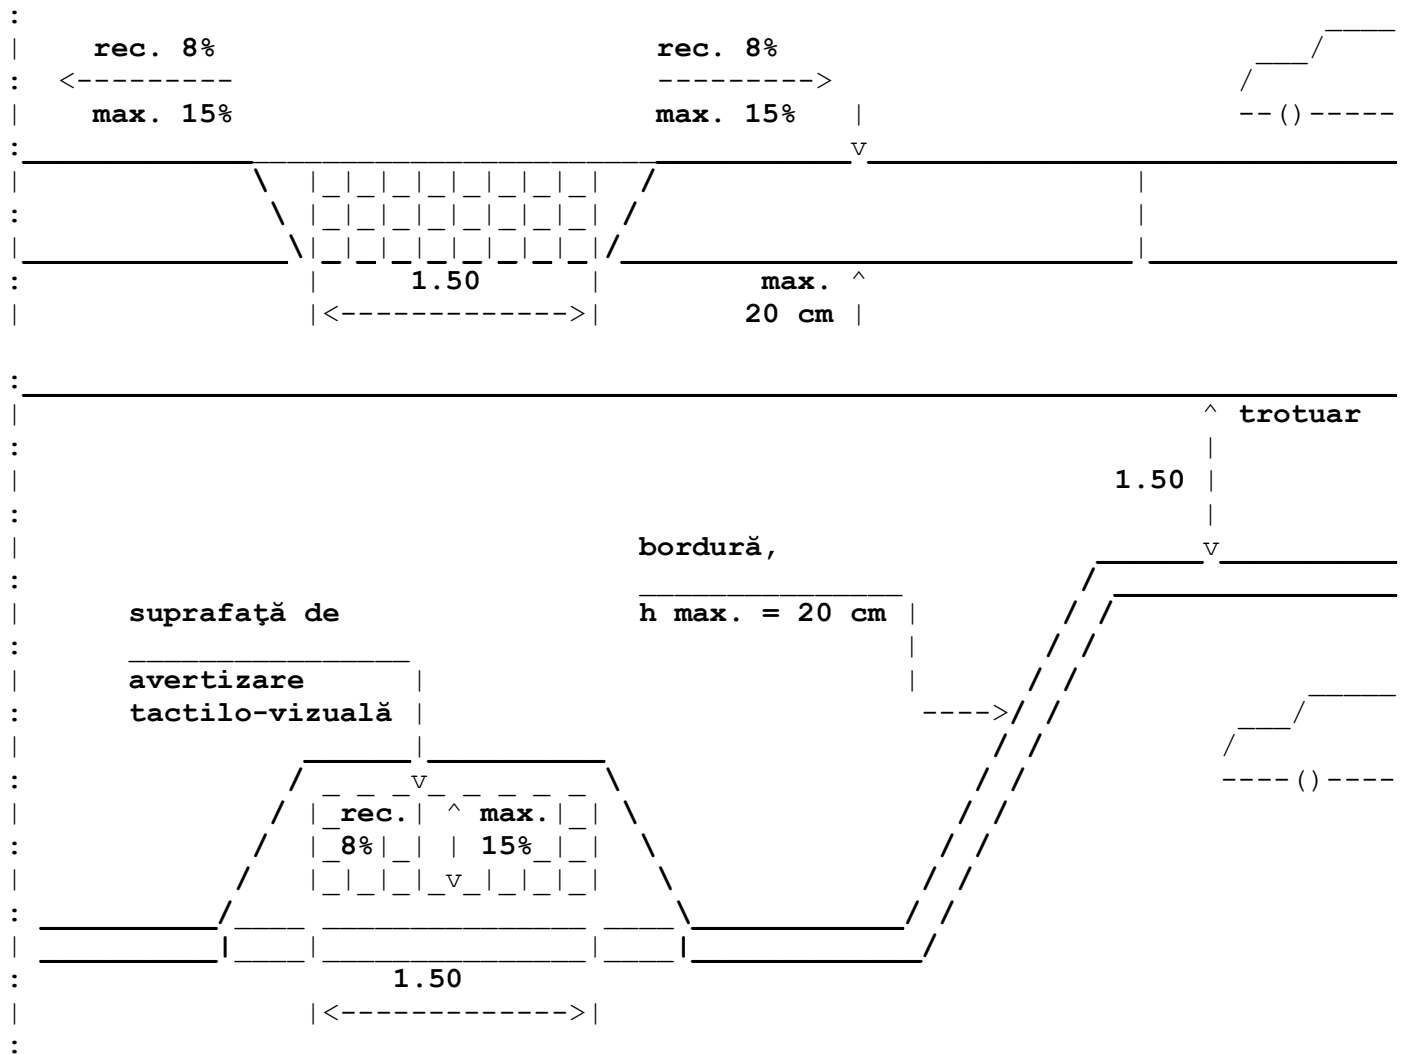 rec. 8% rec. 8%
max. 15% max. 15%
1.50 max.
20 cm
trotuar
1.50
bordură,
suprafaţă de h max. = 20 cm
avertizare
tactilo-vizuală
rec. max.
8% 15%
1.50